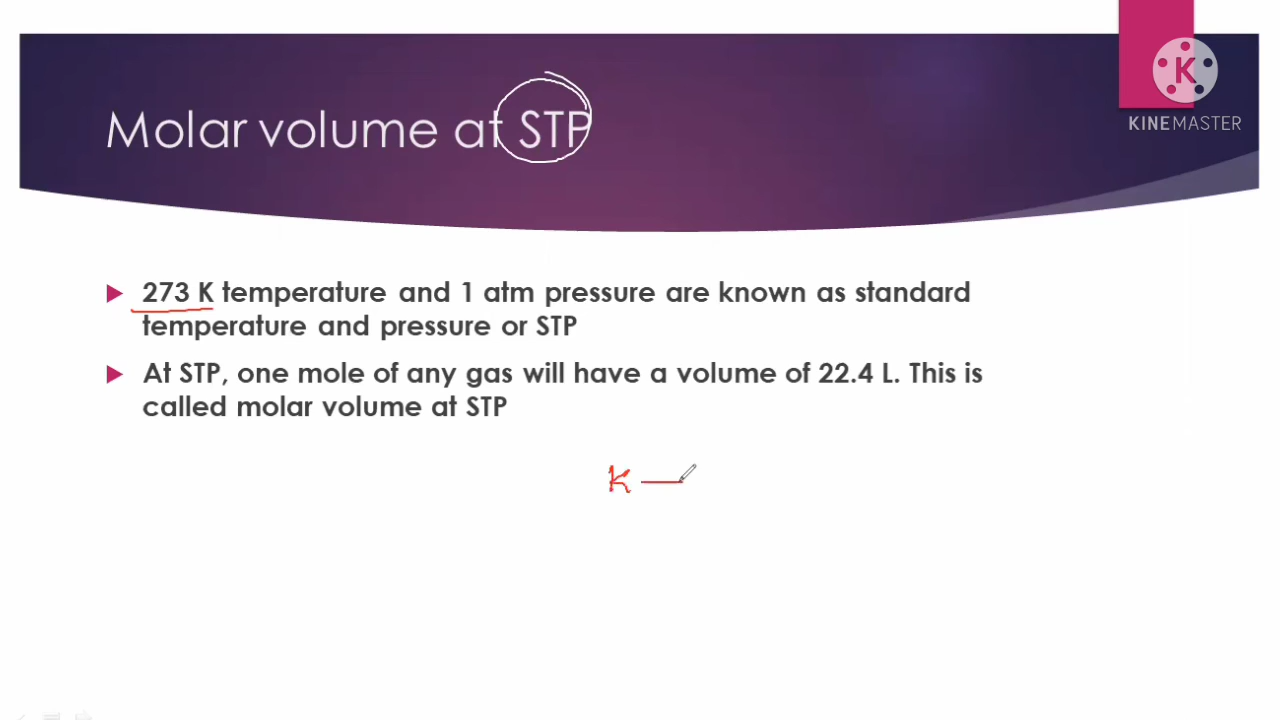 Molar volume at STP
K
KINEMASTER
273 K temperature and 1 atm pressure are known as standard
temperature and pressure or STP
At STP, one mole of any gas will have a volume of 22.4 L. This is
called molar volume at STP
K —